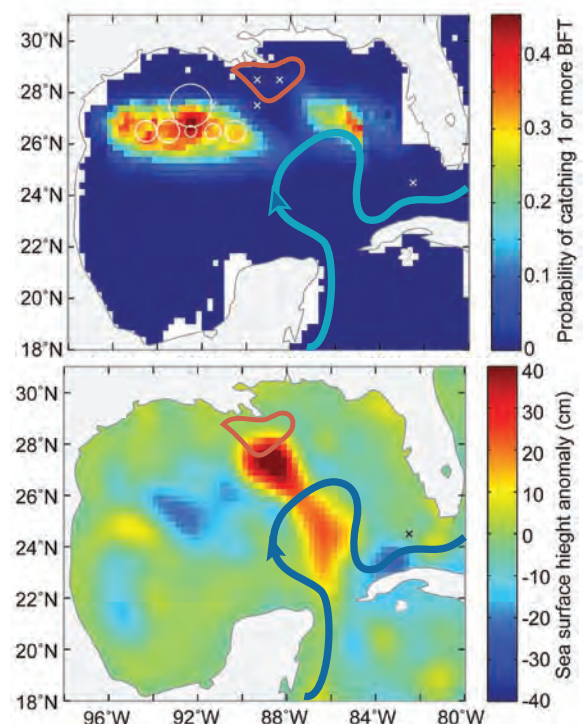 30°N
28°N
26°N
24°N
22°N
20°N
18°N
0.4
0.3
0.2
0.1
0
Probability of catching 1 or more BFT
30°N
28°N
26°N
24°N
22°N
20°N
18°N
96°W
92°W
88°W
84°W
80°W
40
30
20
10
0
-10
-20
-30
-40
Sea surface hieght anomaly (cm)